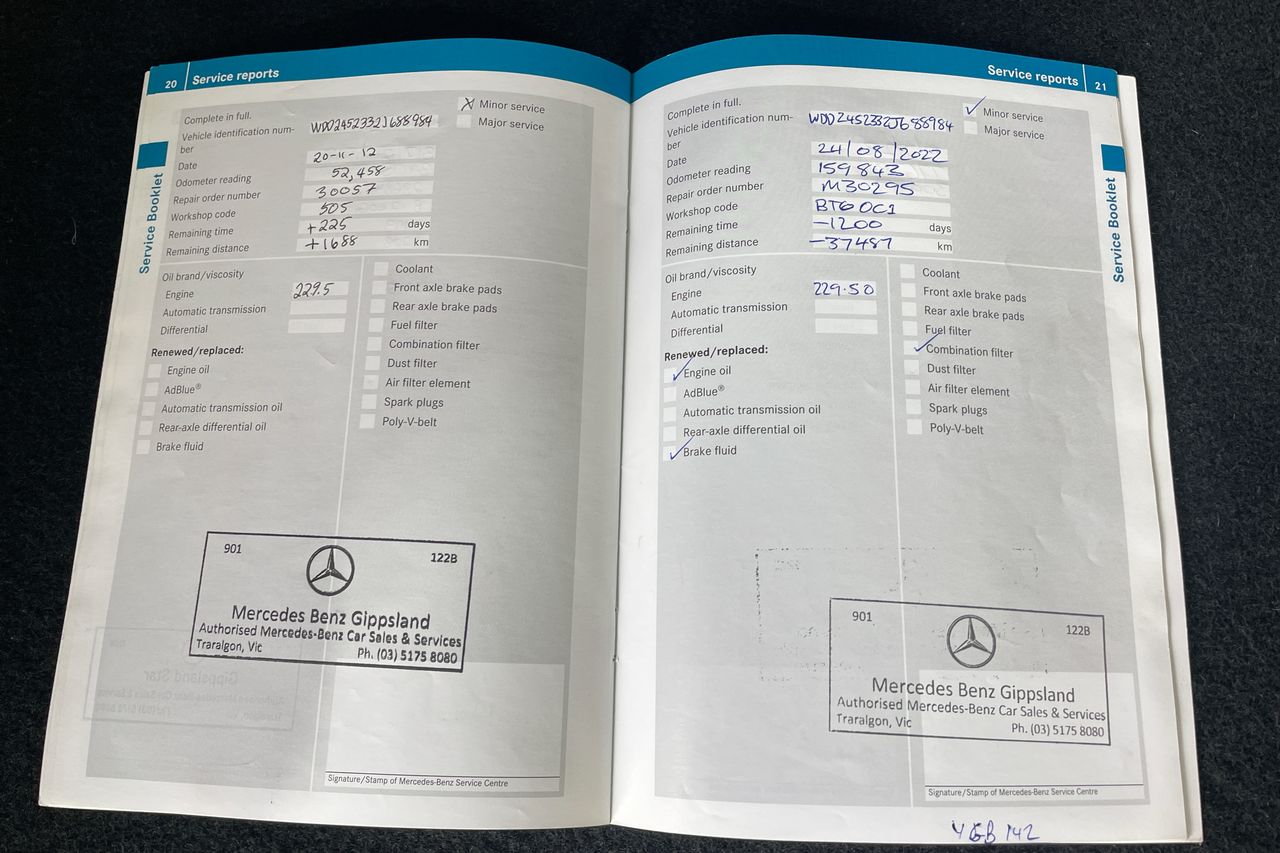 20 Service reports
Complete in full.
Minor service
Major service
Vehicle identification num-
ber
WDD2452332J688984
Date
20-11-12
Odometer reading
52,458
Repair order number
30057
Workshop code
505
Remaining time
+225 days
Remaining distance
+1688 km
Oil brand/viscosity
Engine 229.5
Automatic transmission
Differential
Renewed/replaced:
Engine oil
AdBlue®
Automatic transmission oil
Rear-axle differential oil
Brake fluid
Coolant
Front axle brake pads
Rear axle brake pads
Fuel filter
Combination filter
Dust filter
Air filter element
Spark plugs
Poly-V-belt
901 122B
Mercedes Benz Gippsland
Authorised Mercedes-Benz Car Sales & Services
Traralgon, Vic Ph. (03) 5175 8080
Signature/Stamp of Mercedes-Benz Service Centre
Service Booklet
Service reports 21
Complete in full.
Minor service
Major service
Vehicle identification num-
ber
WDD2452332J688984
Date
24/08/2022
Odometer reading
159843
Repair order number
M30295
Workshop code
BT60C1
Remaining time
-1200 days
Remaining distance
-37487 km
Oil brand/viscosity
Engine 229.50
Automatic transmission
Differential
Renewed/replaced:
Engine oil
AdBlue®
Automatic transmission oil
Rear-axle differential oil
Brake fluid
Coolant
Front axle brake pads
Rear axle brake pads
Fuel filter
Combination filter
Dust filter
Air filter element
Spark plugs
Poly-V-belt
901 122B
Mercedes Benz Gippsland
Authorised Mercedes-Benz Car Sales & Services
Traralgon, Vic Ph. (03) 5175 8080
Signature/Stamp of Mercedes-Benz Service Centre
Service Booklet
YGB 142